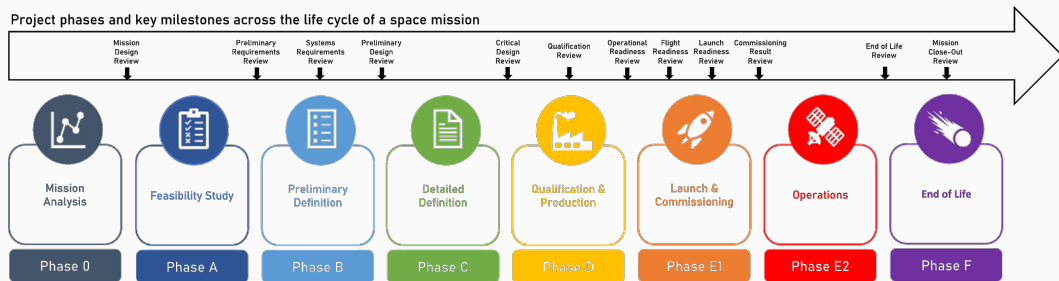 Project phases and key milestones across the life cycle of a space mission
Mission
Design
Review
Preliminary
Requirements
Review
Systems
Requirements
Review
Preliminary
Design
Review
Critical
Design
Review
Qualification
Review
Operational
Readiness
Review
Flight
Readiness
Review
Launch
Readiness
Review
Commissioning
Result
Review
End of Life
Review
Mission
Close-Out
Review
Mission
Analysis
Feasibility Study
Preliminary
Definition
Detailed
Definition
Qualification &
Production
Launch &
Commissioning
Operations
End of Life
Phase 0
Phase A
Phase B
Phase C
Phase D
Phase E1
Phase E2
Phase F